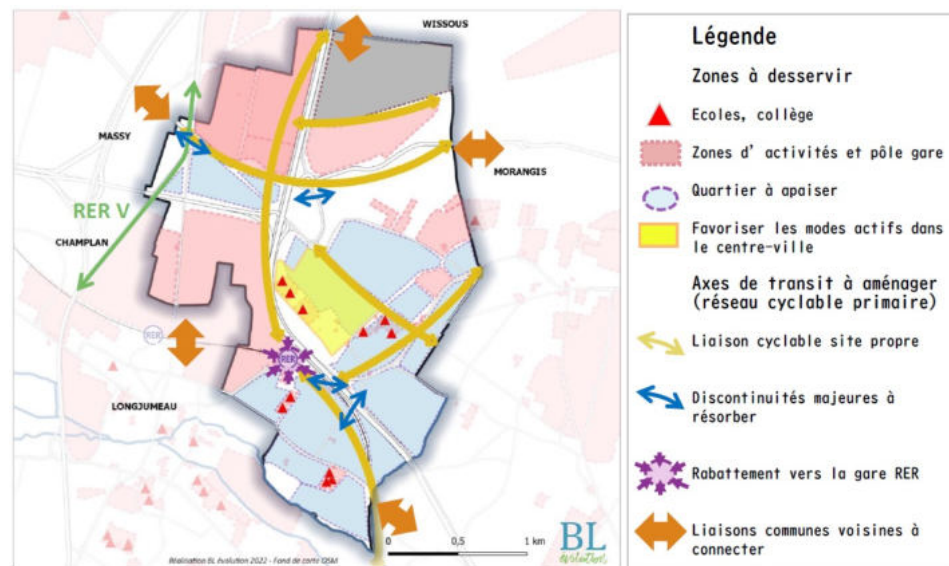 WISSOUS
MASSY
MORANGIS
RER V
CHAMPLAN
RER
RER
LONGJUMEAU
Réalisation BL évolution 2022 - Fond de carte OSM
0 0,5 1 km
BL
évolution
Légende
Zones à desservir
Ecoles, collège
Zones d' activités et pôle gare
Quartier à apaiser
Favoriser les modes actifs dans
le centre-ville
Axes de transit à aménager
(réseau cyclable primaire)
Liaison cyclable site propre
Discontinuités majeures à
résorber
Rabattement vers la gare RER
Liaisons communes voisines à
connecter